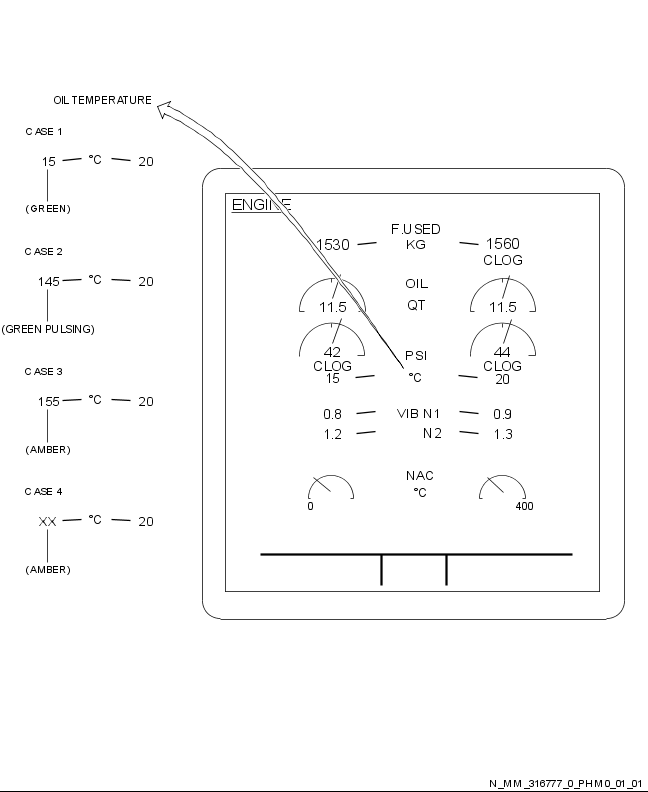 OIL TEMPERATURE
CASE 1
15 °C 20
(GREEN)
CASE 2
145 °C 20
(GREEN PULSING)
CASE 3
155 °C 20
(AMBER)
CASE 4
XX °C 20
(AMBER)
ENGINE
F.USED
1530 KG 1560
CLOG
OIL
11.5 QT 11.5
42 PSI 44
CLOG CLOG
15 °C 20
0.8 VIB N1 0.9
1.2 N2 1.3
NAC
°C
0 400
N_MM_316777_0_PHM0_01_01